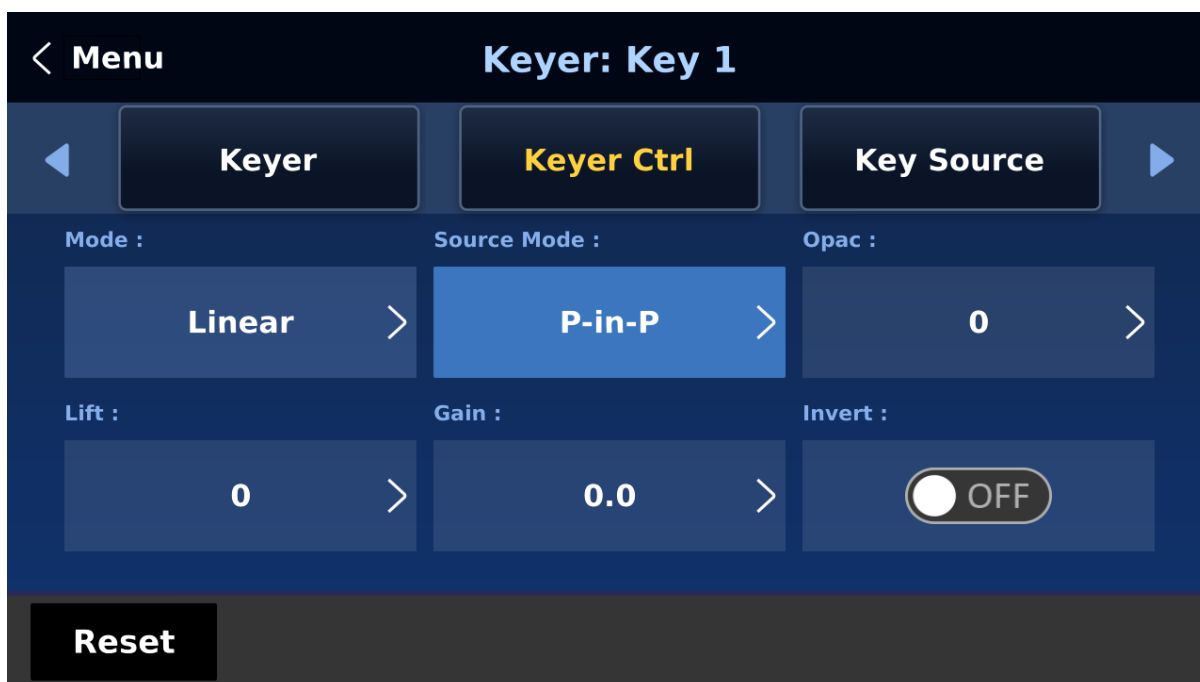 Menu
Keyer: Key 1
Keyer
Keyer Ctrl
Key Source
Mode :
Source Mode :
Opac :
Linear
P-in-P
0
Lift :
Gain :
Invert :
0
0.0
OFF
Reset